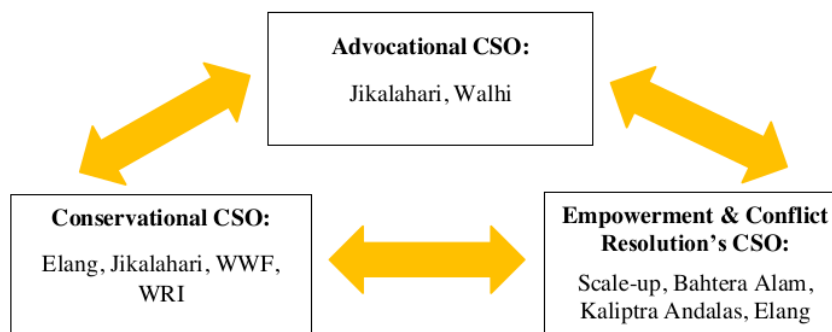 Advocational CSO:
Jikalahari, Walhi
Conservational CSO:
Elang, Jikalahari, WWF,
WRI
Empowerment & Conflict
Resolution's CSO:
Scale-up, Bahtera Alam,
Kaliptra Andalas, Elang